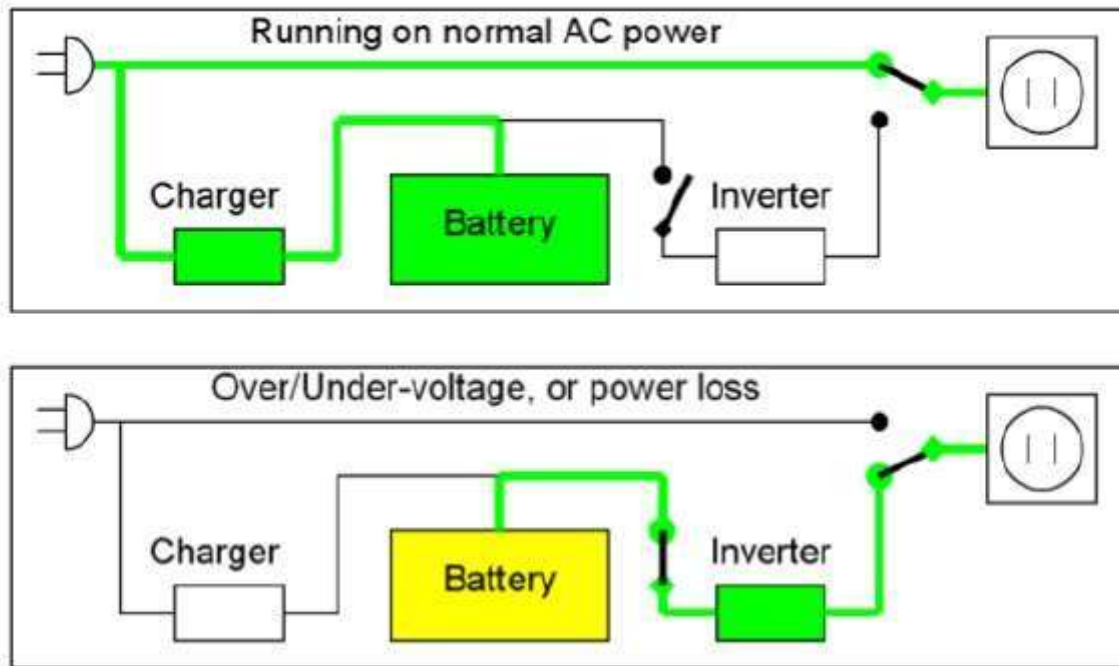 Running on normal AC power
Charger
Battery
Inverter
Over/Under-voltage, or power loss
Charger
Battery
Inverter